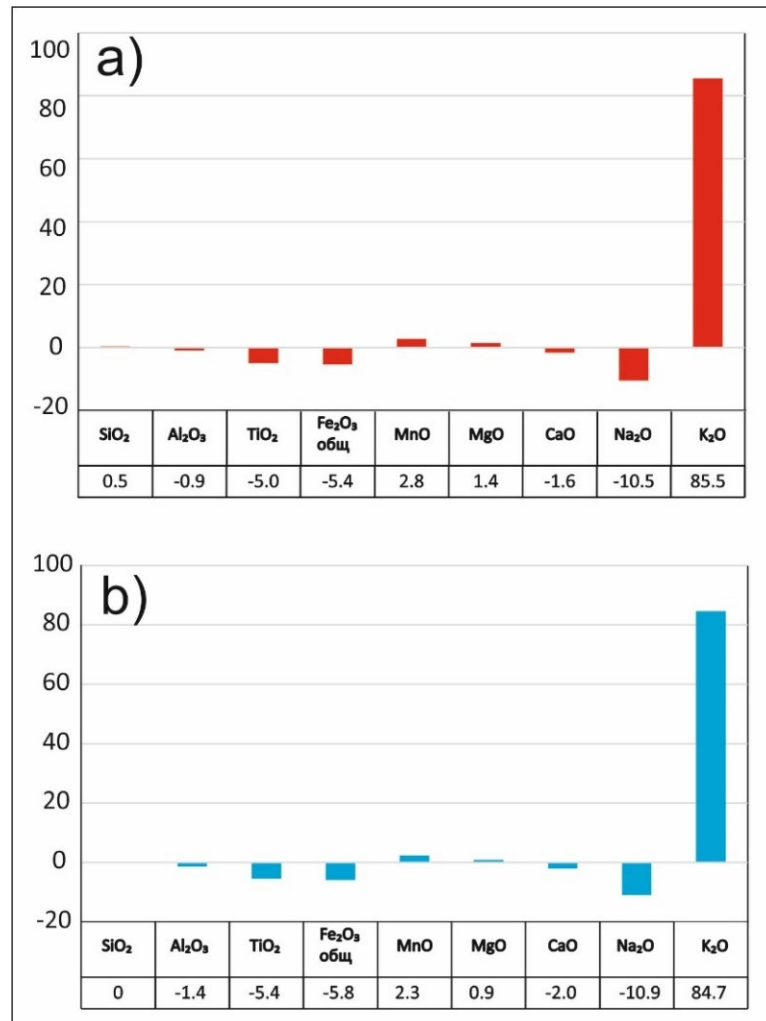 a)
100
80
60
40
20
0
-20
SiO₂ Al₂O₃ TiO₂ Fe₂O₃ общ MnO MgO CaO Na₂O K₂O
0.5 -0.9 -5.0 -5.4 2.8 1.4 -1.6 -10.5 85.5
b)
100
80
60
40
20
0
-20
SiO₂ Al₂O₃ TiO₂ Fe₂O₃ общ MnO MgO CaO Na₂O K₂O
0 -1.4 -5.4 -5.8 2.3 0.9 -2.0 -10.9 84.7